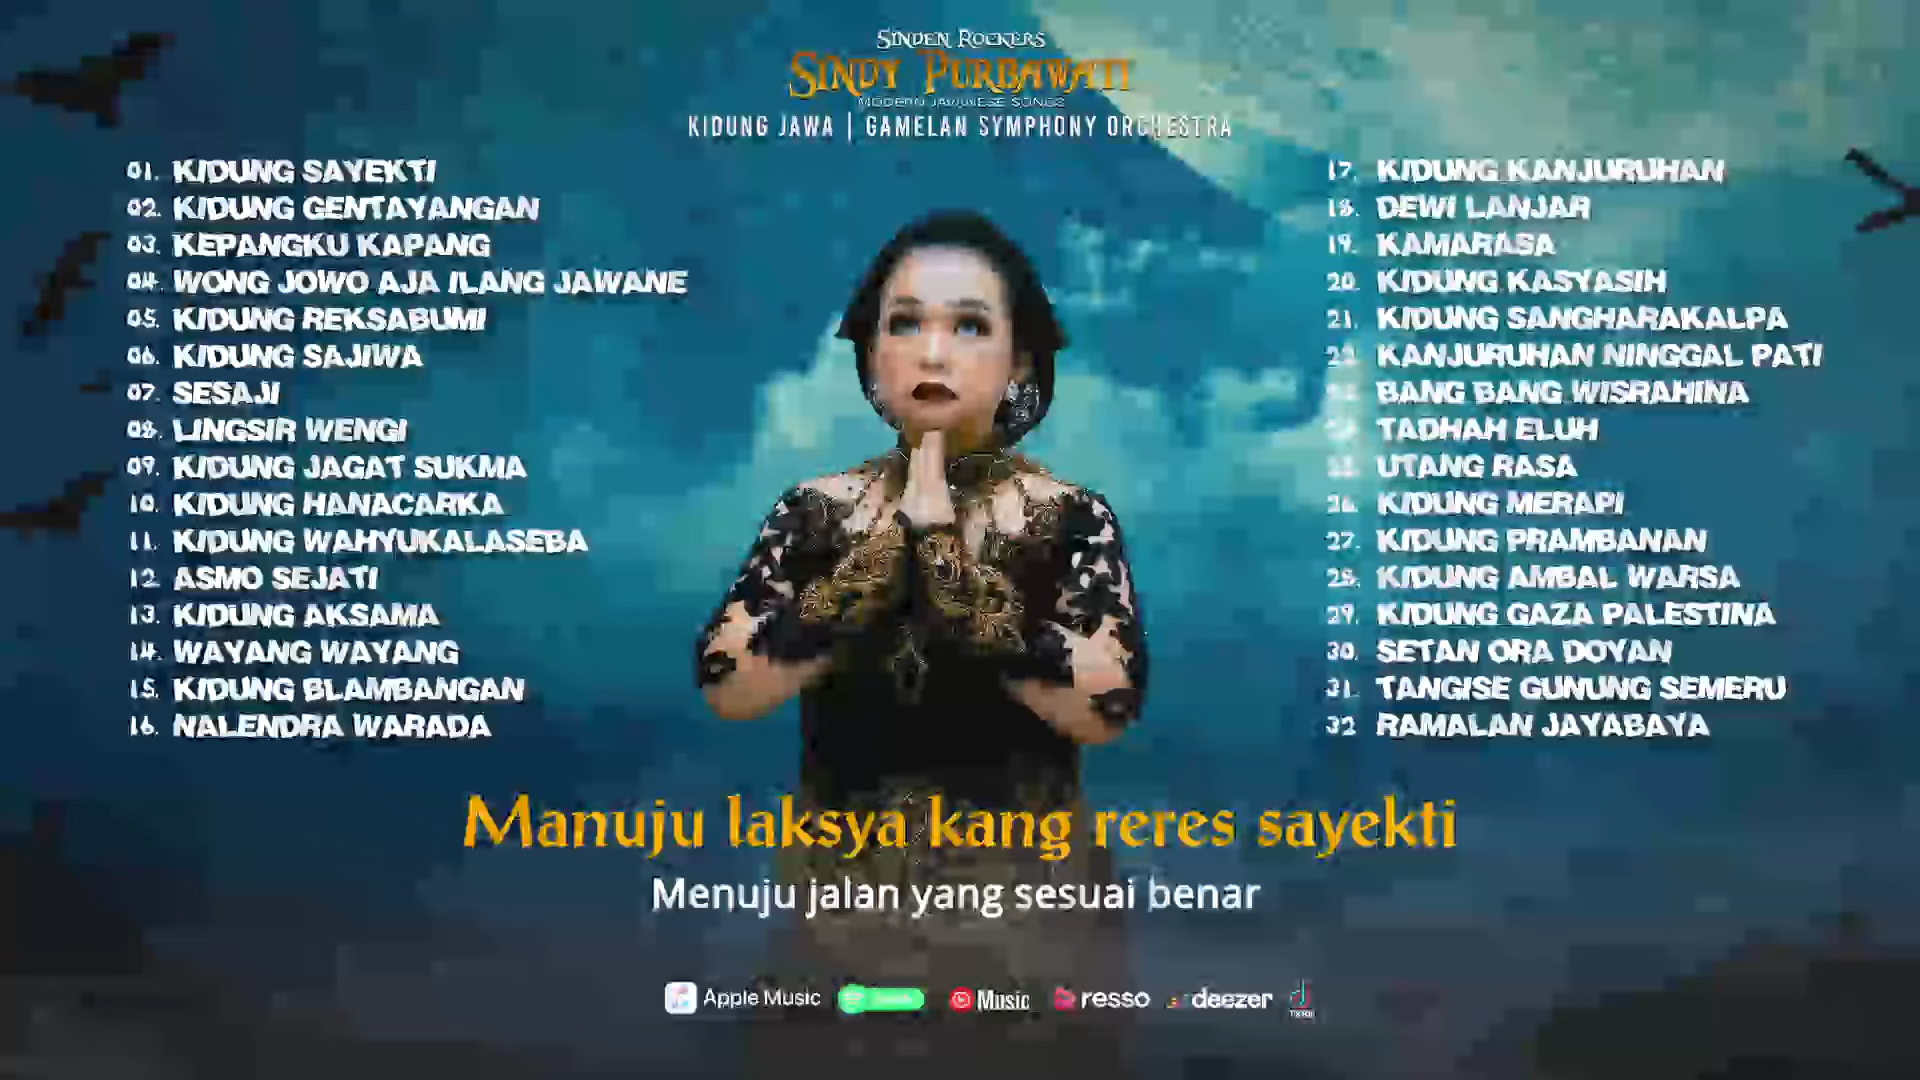 SINDEN ROCKERS
SINDY PURBAWATI
MODERN JAVANESE SONGS
KIDUNG JAWA | GAMELAN SYMPHONY ORCHESTRA
01. KIDUNG SAYEKTI
02. KIDUNG GENTAYANGAN
03. KEPANGKU KAPANG
04. WONG JOWO AJA ILANG JAWANE
05. KIDUNG REKSABUMI
06. KIDUNG SAJIWA
07. SESAJI
08. LINGSIR WENGI
09. KIDUNG JAGAT SUKMA
10. KIDUNG HANACARKA
11. KIDUNG WAHYUKALASEBA
12. ASMO SEJATI
13. KIDUNG AKSAMA
14. WAYANG WAYANG
15. KIDUNG BLAMBANGAN
16. NALENDRA WARADA
17. KIDUNG KANJURUHAN
18. DEWI LANJAR
19. KAMARASA
20. KIDUNG KASYASIH
21. KIDUNG SANGHARAKALPA
22. KANJURUHAN NINGGAL PATI
BANG BANG WISRAHINA
TADHAH ELUH
UTANG RASA
26. KIDUNG MERAPI
27. KIDUNG PRAMBANAN
28. KIDUNG AMBAL WARSA
29. KIDUNG GAZA PALESTINA
30. SETAN ORA DOYAN
31. TANGISE GUNUNG SEMERU
32 RAMALAN JAYABAYA
Manuju laksya kang reres sayekti
Menuju jalan yang sesuai benar
Apple Music
Music
resso
deezer